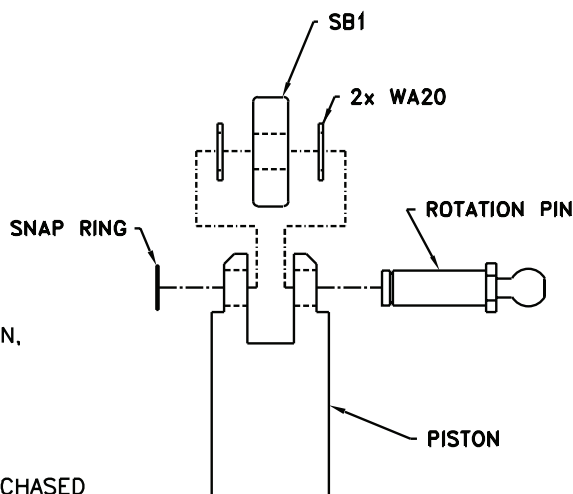 SB1
2x WA20
ROTATION PIN
SNAP RING
N,
PISTON
CHASED